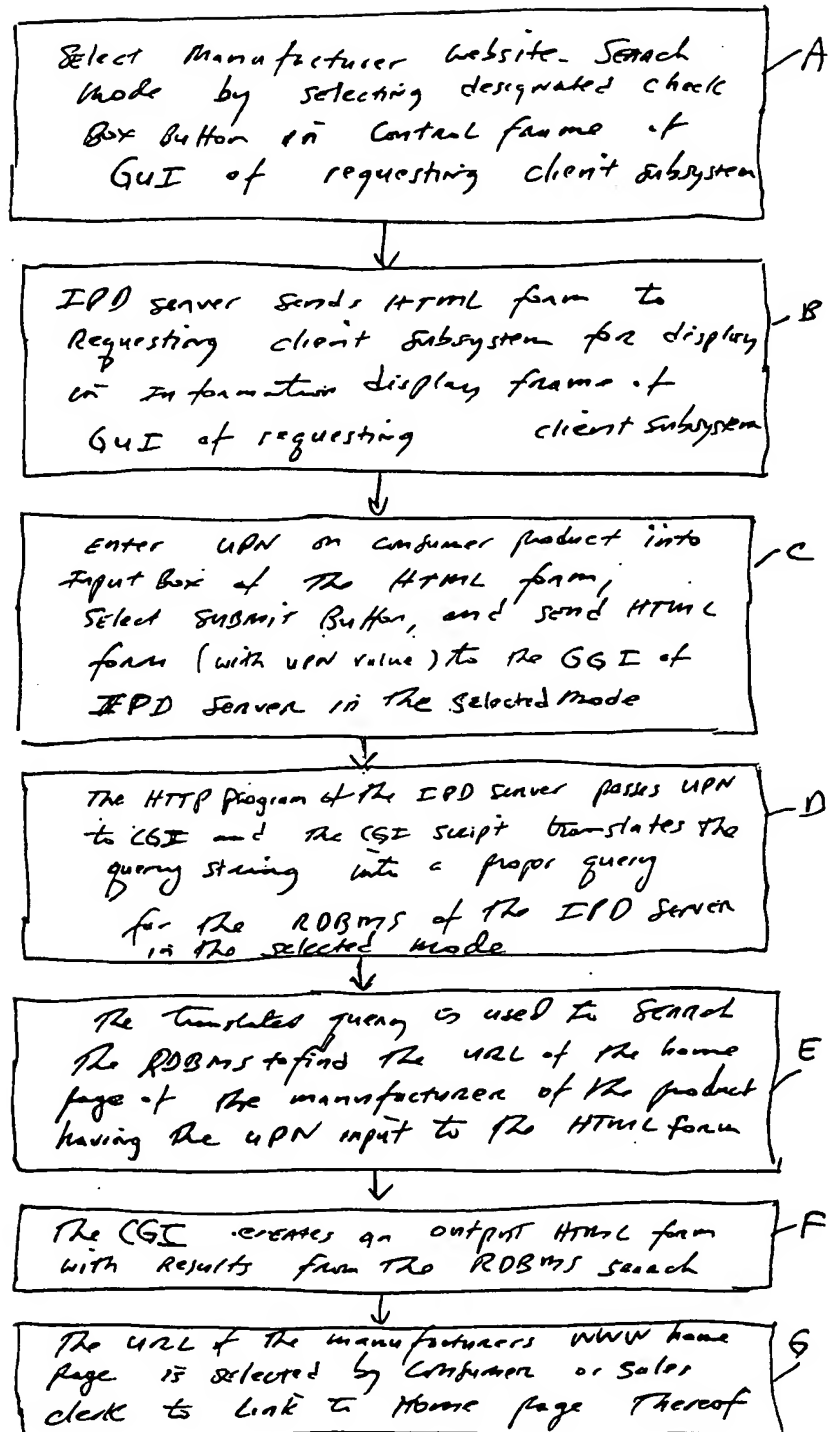 Select Manufacturer website-Search
mode by selecting designated check
Box Button in Control frame of
GUI of requesting client subsystem
A
IPD server sends HTML form to
Requesting client subsystem for display
in Information display frame of
GUI of requesting client subsystem
B
Enter UPN on consumer product into
Input Box of The HTML form,
Select SUBMIT Button, and send HTML
form (with UPN value) to the GGI of
IPD Server in the selected mode
C
The HTTP program of the IPD server passes UPN
to CGI and the CGI script translates the
query string into a proper query
for the RDBMS of the IPD Server
in the selected mode
D
The translated query is used to Search
The RDBMS to find the URL of the home
page of the manufacturer of the product
having the UPN input to the HTML form
E
The CGI creates an output HTML form
with Results from The RDBMS search
F
The URL of the manufacturers WWW home
Page is selected by Consumer or Sales
clerk to Link to Home page Thereof
G